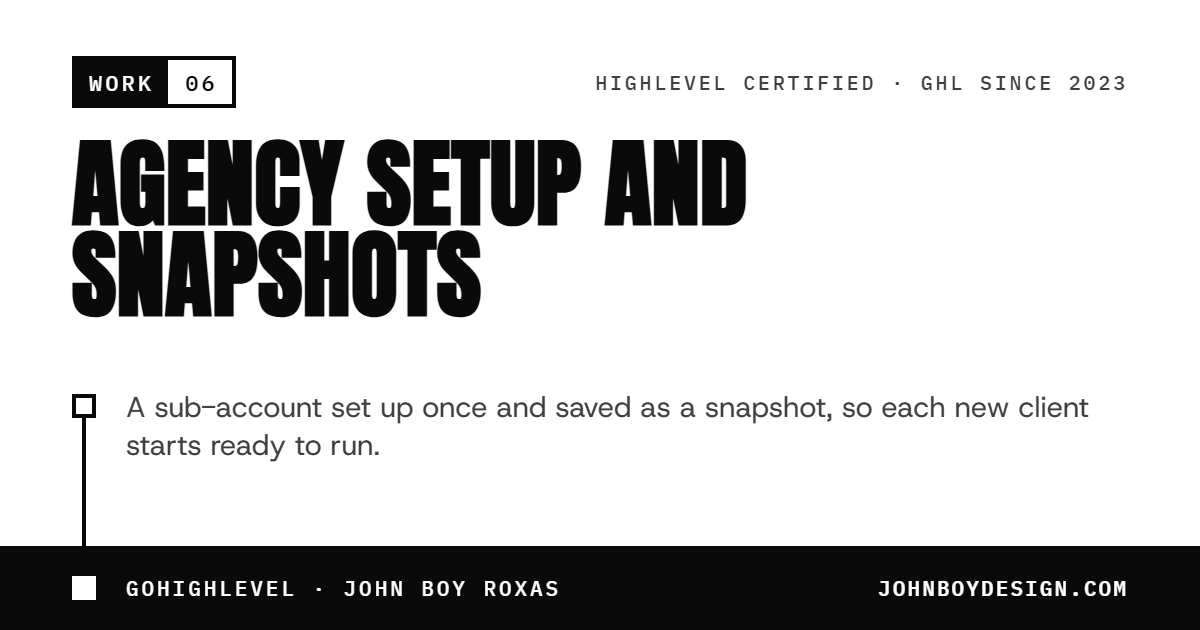 WORK 06
HIGHLEVEL CERTIFIED · GHL SINCE 2023
AGENCY SETUP AND
SNAPSHOTS
A sub-account set up once and saved as a snapshot, so each new client
starts ready to run.
GOHIGHLEVEL · JOHN BOY ROXAS
JOHNBOYDESIGN.COM